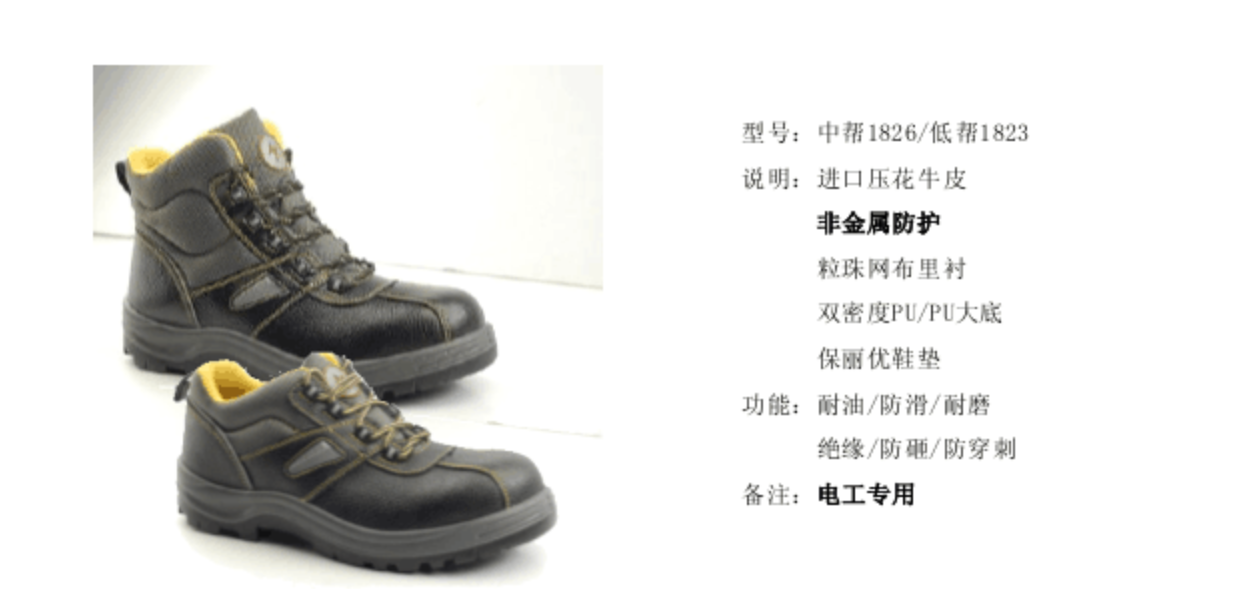 型号：中帮1826/低帮1823
说明：进口压花牛皮
非金属防护
粒珠网布里衬
双密度PU/PU大底
保丽优鞋垫
功能：耐油/防滑/耐磨
绝缘/防砸/防穿刺
备注：电工专用